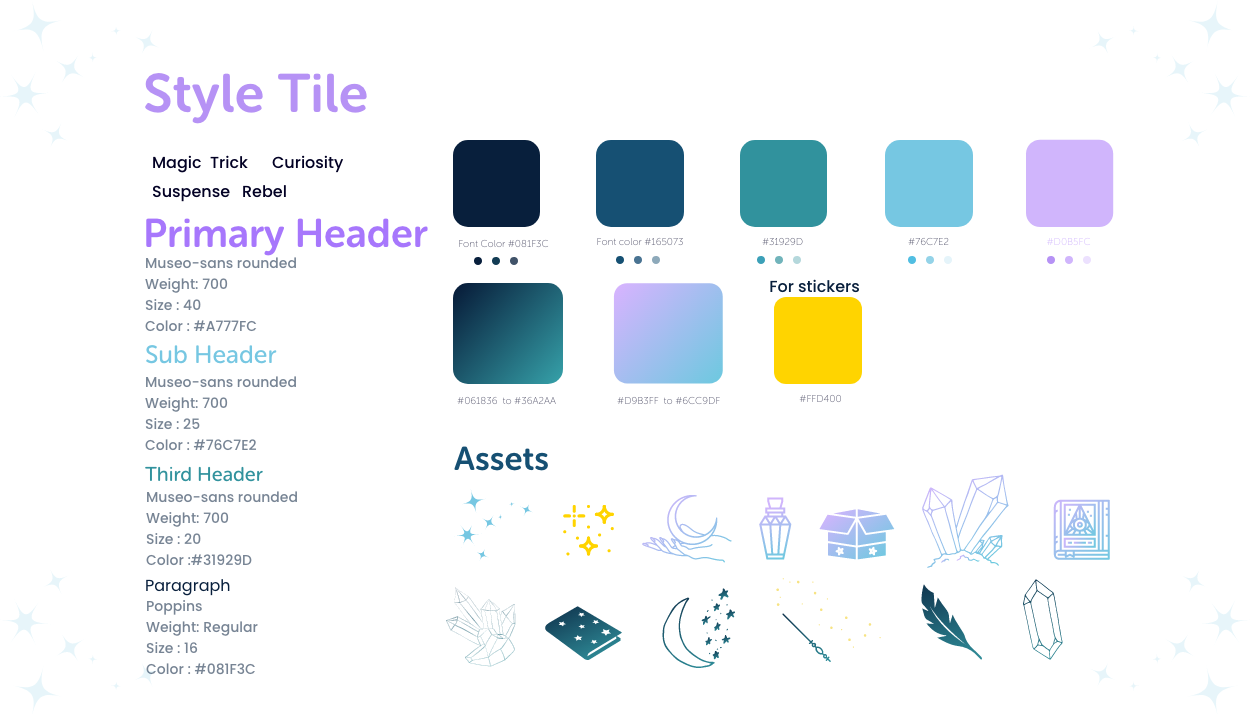 Style Tile
Magic Trick Curiosity
Suspense Rebel
Primary Header
Museo-sans rounded
Weight: 700
Size : 40
Color : #A777FC
Sub Header
Museo-sans rounded
Weight: 700
Size : 25
Color : #76C7E2
Third Header
Museo-sans rounded
Weight: 700
Size : 20
Color :#31929D
Paragraph
Poppins
Weight: Regular
Size : 16
Color : #081F3C
Font Color #081F3C
Font color #165073
#31929D
#76C7E2
#D0B5FC
For stickers
#061836 to #36A2AA
#D9B3FF to #6CC9DF
#FFD400
Assets